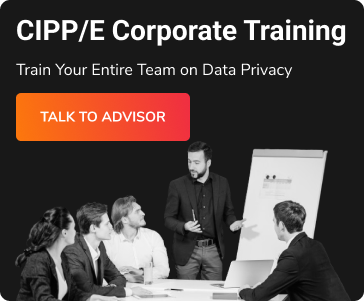 CIPP/E Corporate Training
Train Your Entire Team on Data Privacy
TALK TO ADVISOR